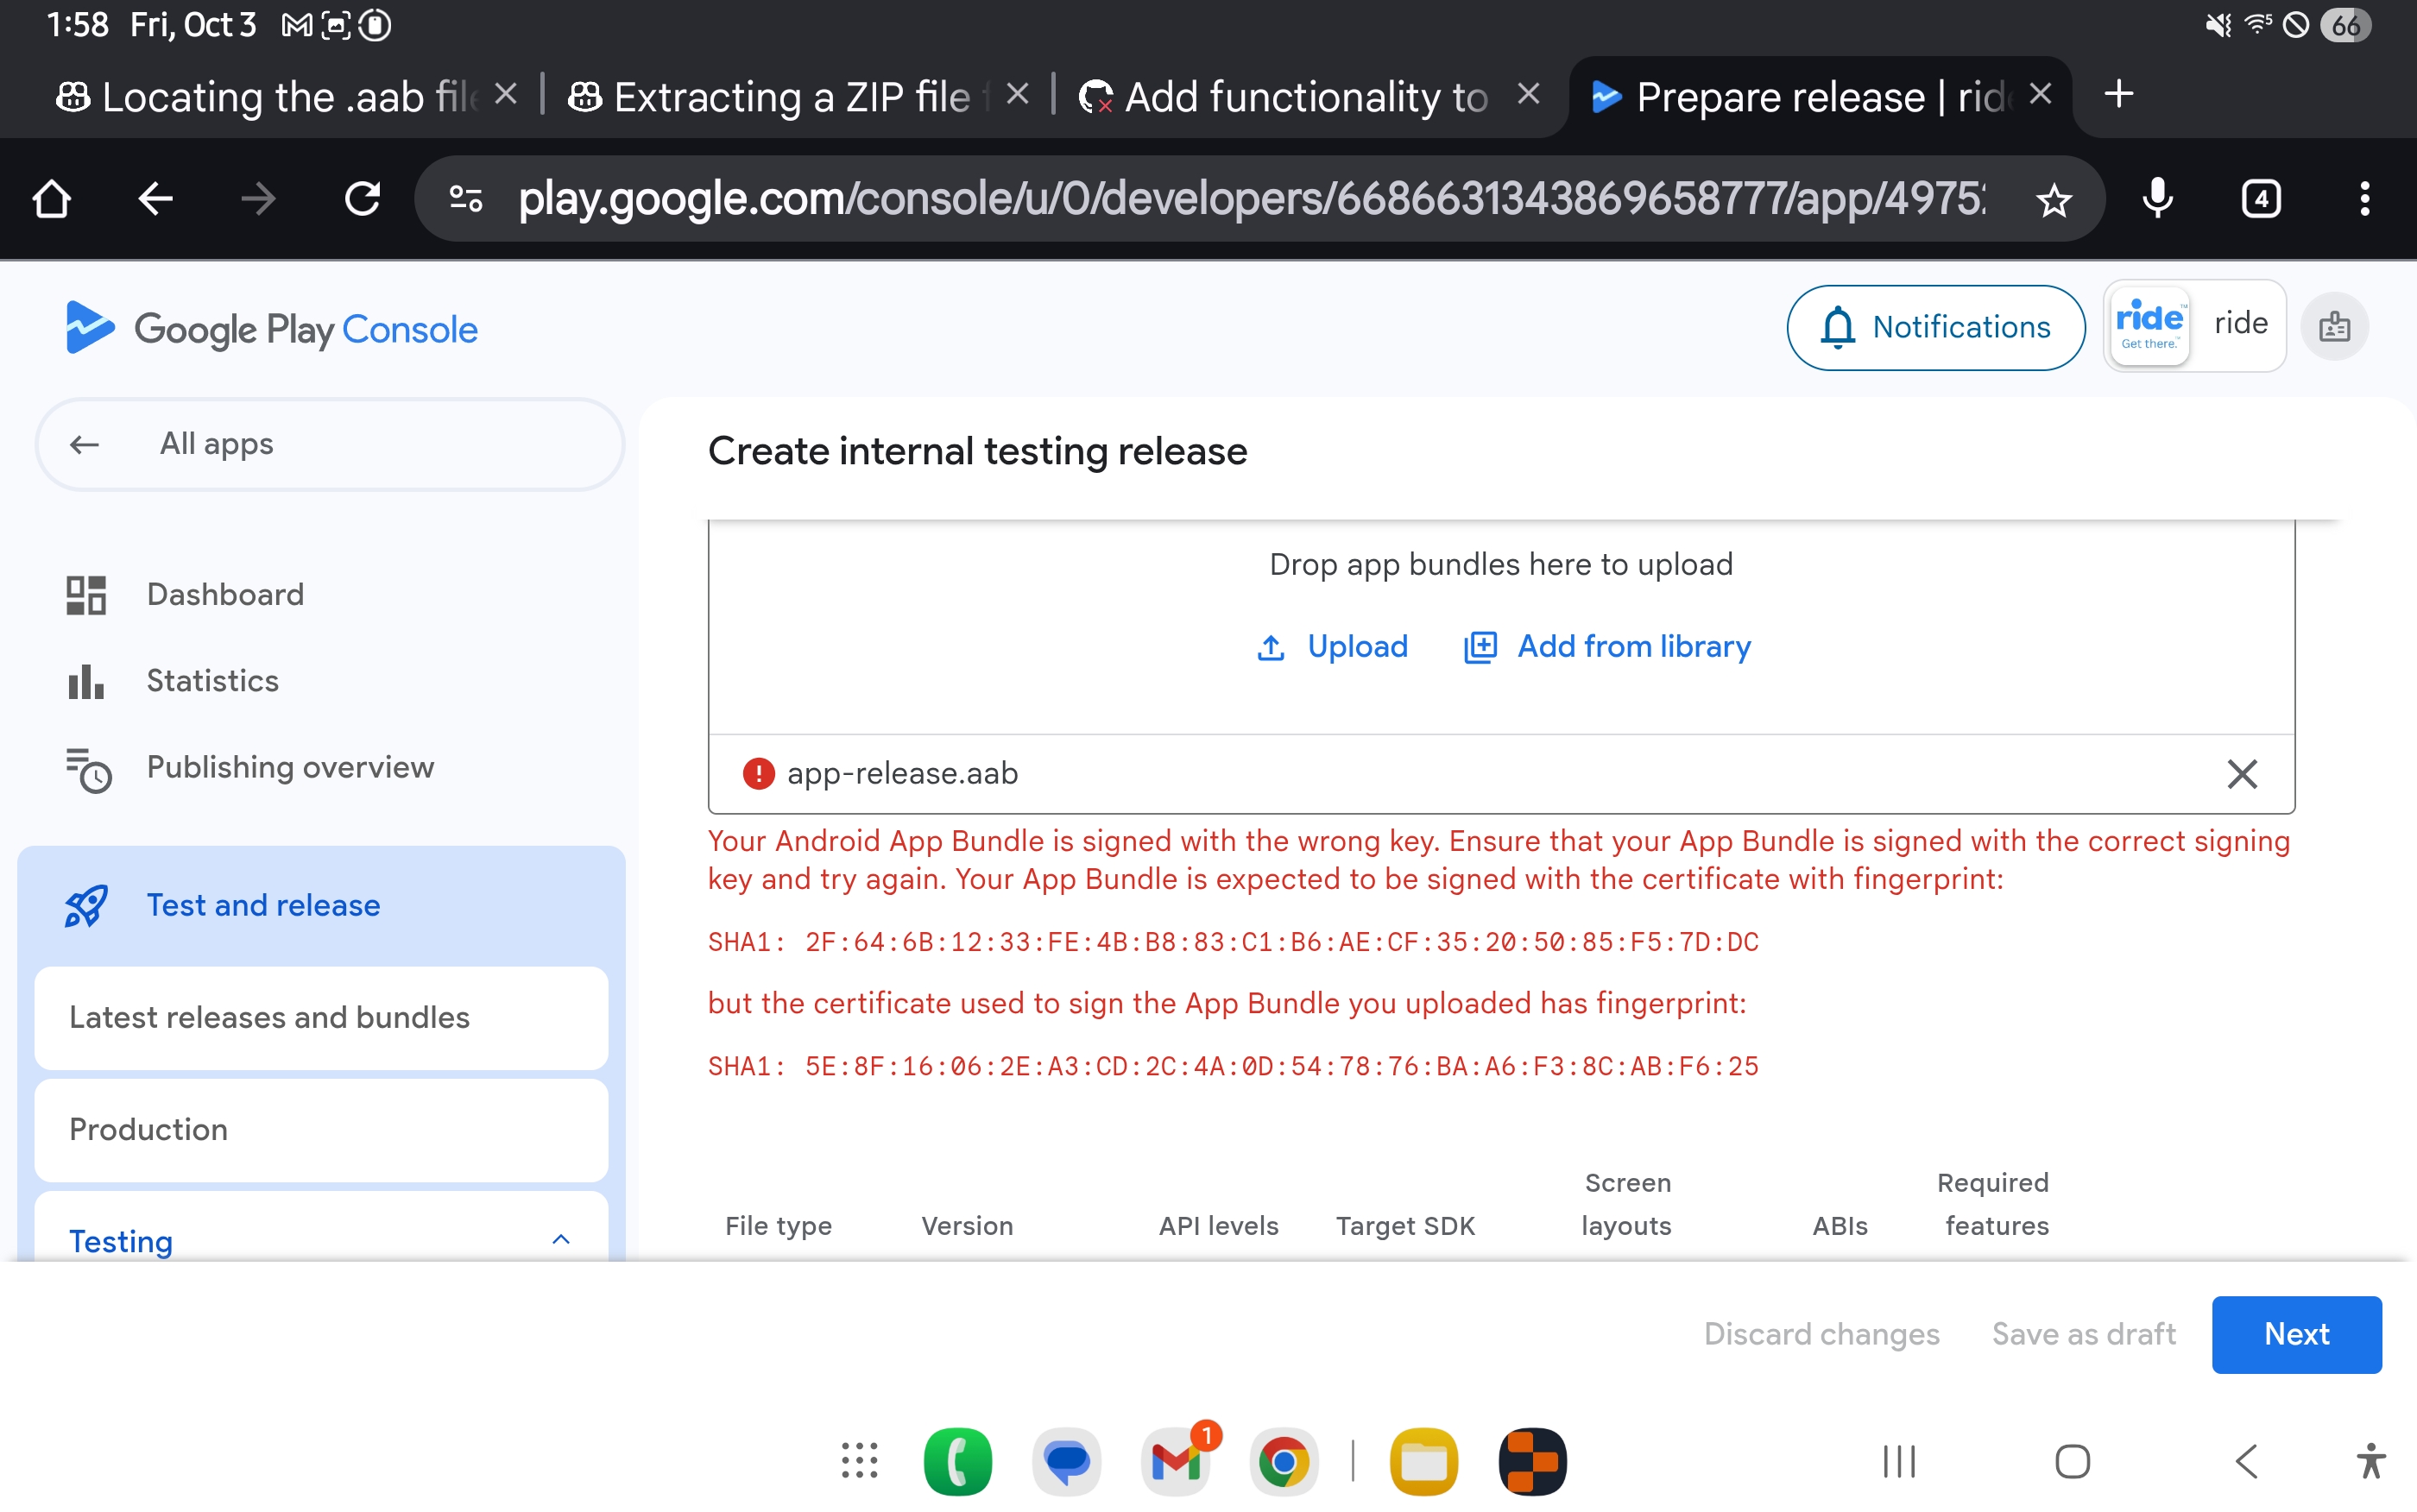 1:58 Fri, Oct 3
66
Locating the .aab file
Extracting a ZIP file
Add functionality to
Prepare release | ride
play.google.com/console/u/0/developers/6686631343869658777/app/4975
4
Google Play Console
Notifications
ride
Get there.
ride
All apps
Dashboard
Statistics
Publishing overview
Test and release
Latest releases and bundles
Production
Testing
Create internal testing release
Drop app bundles here to upload
Upload
Add from library
app-release.aab
Your Android App Bundle is signed with the wrong key. Ensure that your App Bundle is signed with the correct signing
key and try again. Your App Bundle is expected to be signed with the certificate with fingerprint:
SHA1: 2F:64:6B:12:33:FE:4B:B8:83:C1:B6:AE:CF:35:20:50:85:F5:7D:DC
but the certificate used to sign the App Bundle you uploaded has fingerprint:
SHA1: 5E:8F:16:06:2E:A3:CD:2C:4A:0D:54:78:76:BA:A6:F3:8C:AB:F6:25
File type
Version
API levels
Target SDK
Screen
layouts
ABIs
Required
features
Discard changes
Save as draft
Next
1